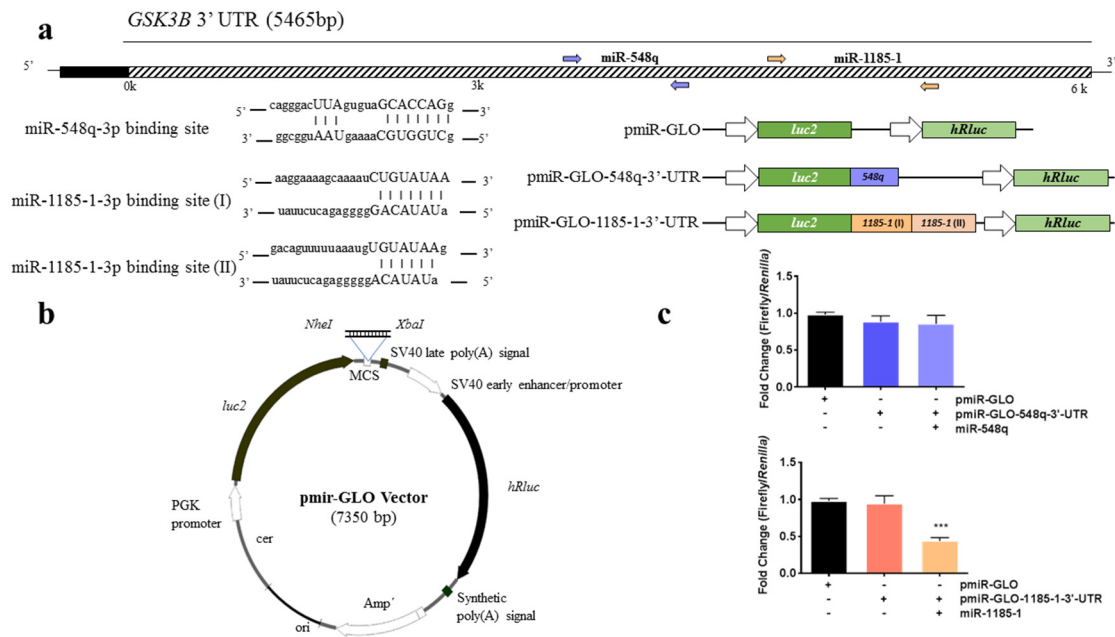 a
GSK3B 3’ UTR (5465bp)
5’
miR-548q
miR-1185-1
3’
0k
3k
6 k
miR-548q-3p binding site
5’ cagggacUUAguguaGCACCAGg 3’
3’ ggcgguAAUgaaaaCGUGGUCg 5’
miR-1185-1-3p binding site (I)
5’ aaggaaaagcaaaauCUGUAUAA 3’
3’ uauucucagaggggGACAUAUa 5’
miR-1185-1-3p binding site (II)
5’ gacaguuuuuaaaugUGUAUAAg 3’
3’ uauucucagagggggACAUAUa 5’
pmiR-GLO
luc2
hRluc
pmiR-GLO-548q-3’-UTR
luc2
548q
hRluc
pmiR-GLO-1185-1-3’-UTR
luc2
1185-1 (I)
1185-1 (II)
hRluc
b
NheI
XbaI
MCS
SV40 late poly(A) signal
SV40 early enhancer/promoter
luc2
hRluc
pmir-GLO Vector
(7350 bp)
PGK
promoter
cer
ori
Ampʳ
Synthetic
poly(A) signal
c
Fold Change (Firefly/Renilla)
1.5
1.0
0.5
0.0
+ - - pmiR-GLO
- + + pmiR-GLO-548q-3'-UTR
- - + miR-548q
Fold Change (Firefly/Renilla)
1.5
1.0
0.5
0.0
***
+ - - pmiR-GLO
- + + pmiR-GLO-1185-1-3'-UTR
- - + miR-1185-1